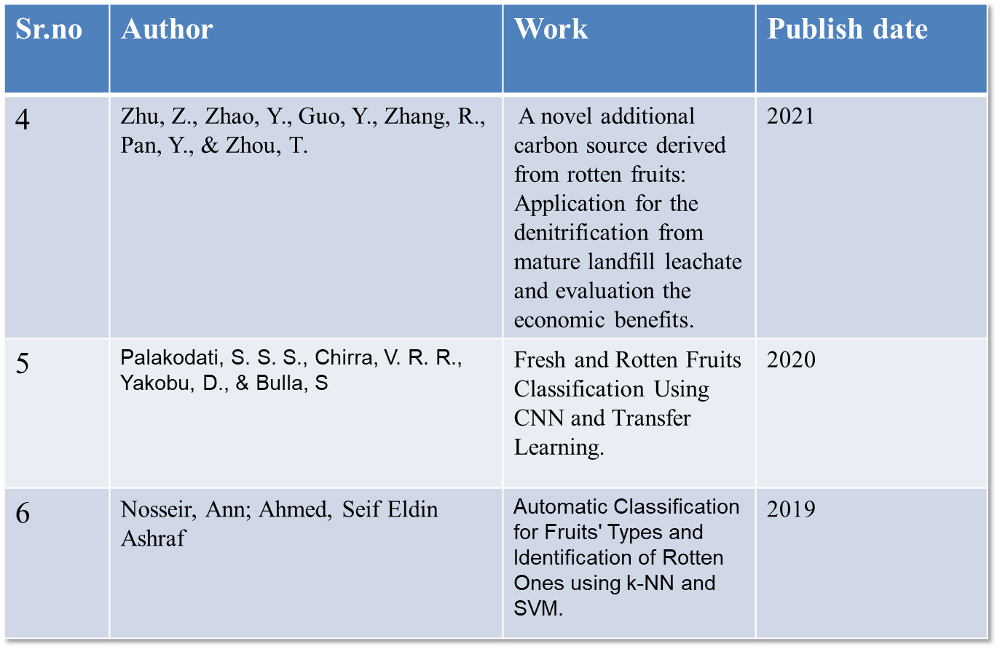 Sr.no Author Work Publish date
4 Zhu, Z., Zhao, Y., Guo, Y., Zhang, R., A novel additional 2021
Pan, Y., & Zhou, T. carbon source derived
from rotten fruits:
Application for the
denitrification from
mature landfill leachate
and evaluation the
economic benefits.
5 Palakodati, S. S. S., Chirra, V. R. R., Fresh and Rotten Fruits 2020
Yakobu, D., & Bulla, S Classification Using
CNN and Transfer
Learning.
6 Nosseir, Ann; Ahmed, Seif Eldin Automatic Classification 2019
Ashraf for Fruits' Types and
Identification of Rotten
Ones using k-NN and
SVM.